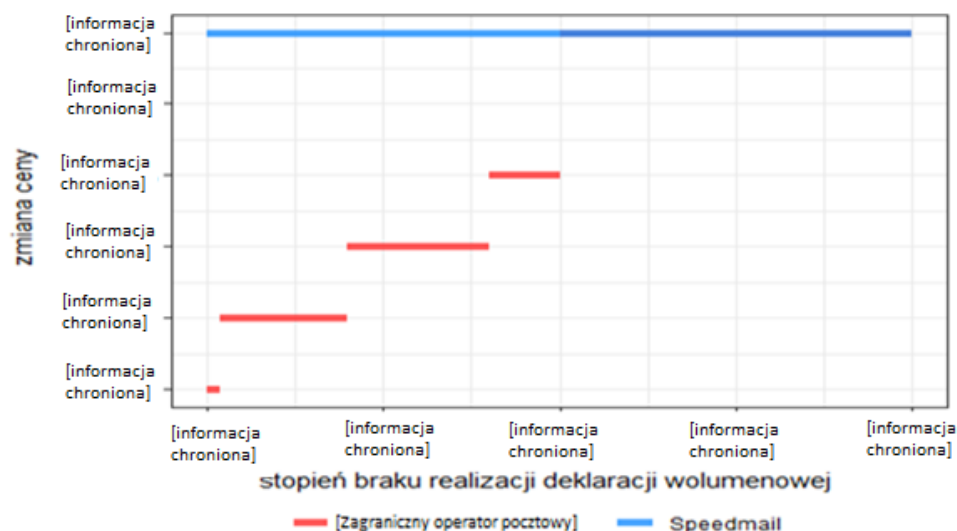 [informacja
chroniona]
[informacja
chroniona]
[informacja
chroniona]
[informacja
chroniona]
[informacja
chroniona]
[informacja
chroniona]
zmiana ceny
[informacja
chroniona]
[informacja
chroniona]
[informacja
chroniona]
[informacja
chroniona]
[informacja
chroniona]
stopień braku realizacji deklaracji wolumenowej
[Zagraniczny operator pocztowy]
Speedmail